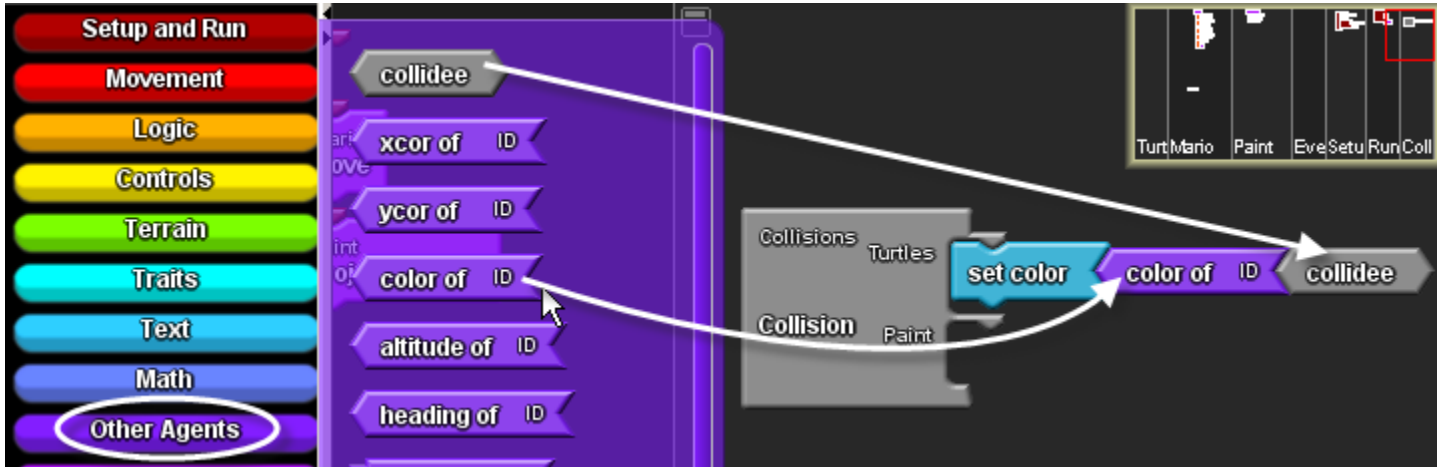 Setup and Run
Movement
Logic
Controls
Terrain
Traits
Text
Math
Other Agents
collidee
xcor of ID
ycor of ID
color of ID
altitude of ID
heading of ID
Collisions Turtles
Collision Paint
set color color of ID collidee
Turt Mario Paint Eve Setu Run Coll